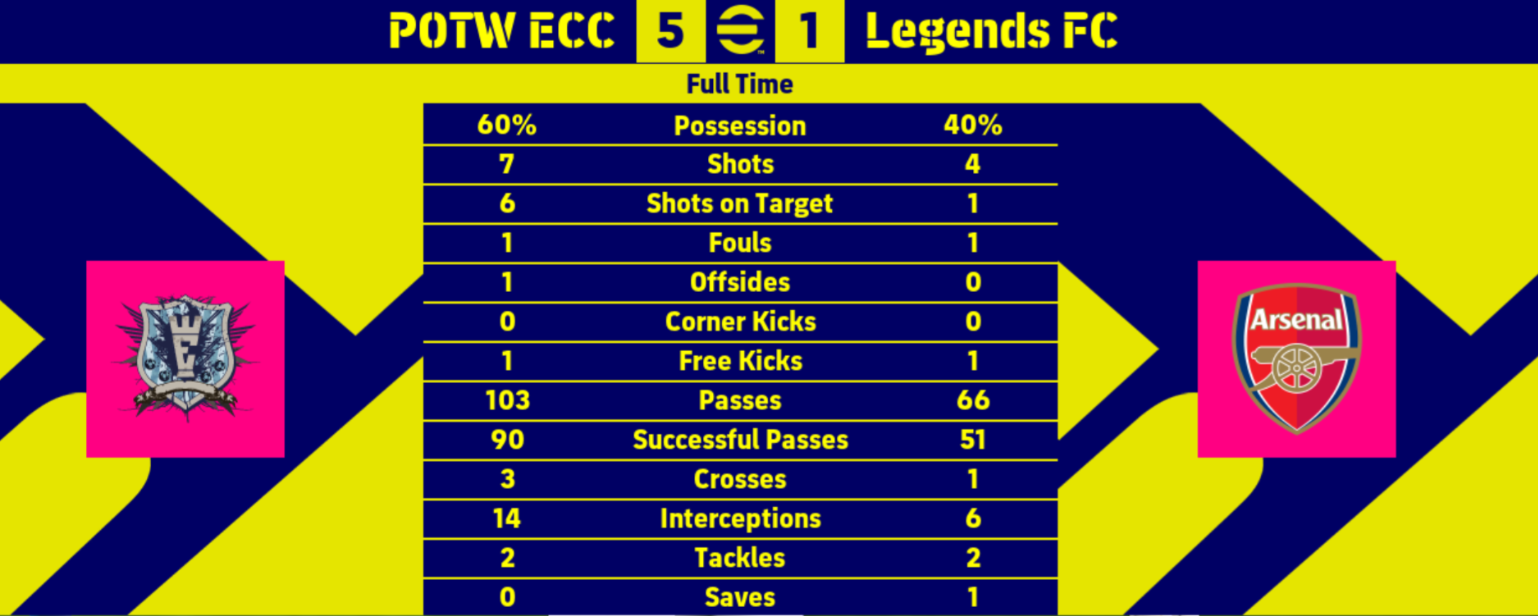 POTW ECC 5 1 Legends FC
Full Time
60% Possession 40%
7 Shots 4
6 Shots on Target 1
1 Fouls 1
1 Offsides 0
0 Corner Kicks 0
1 Free Kicks 1
103 Passes 66
90 Successful Passes 51
3 Crosses 1
14 Interceptions 6
2 Tackles 2
0 Saves 1
WE
Arsenal